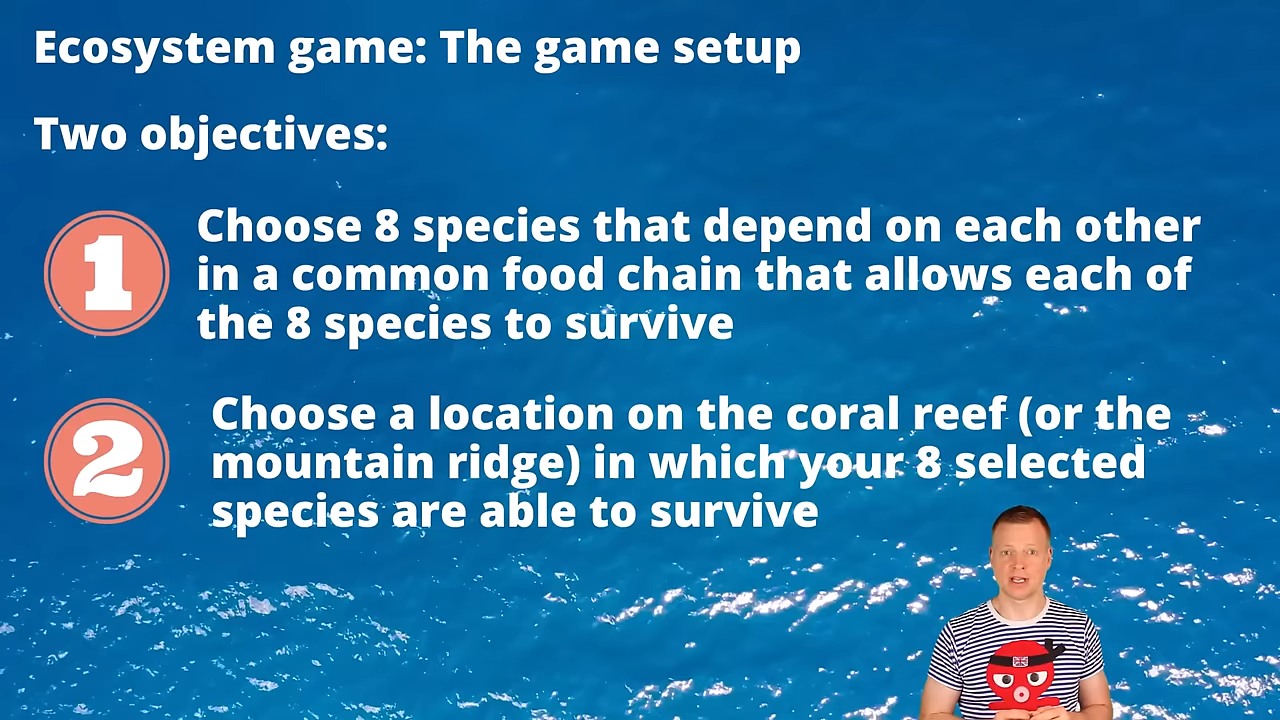 Ecosystem game: The game setup
Two objectives:
1
Choose 8 species that depend on each other
in a common food chain that allows each of
the 8 species to survive
2
Choose a location on the coral reef (or the
mountain ridge) in which your 8 selected
species are able to survive